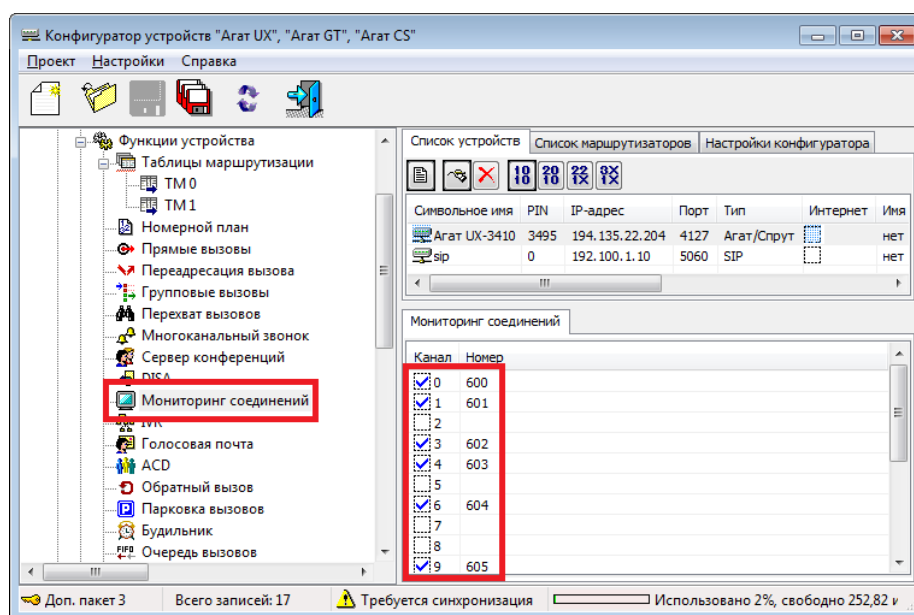 Конфигуратор устройств "Агат UX", "Агат GT", "Агат CS"
Проект Настройки Справка
Функции устройства
Таблицы маршрутизации
ТМ 0
ТМ 1
Номерной план
Прямые вызовы
Переадресация вызова
Групповые вызовы
Перехват вызовов
Многоканальный звонок
Сервер конференций
DISA
Мониторинг соединений
IVR
Голосовая почта
ACD
Обратный вызов
Парковка вызовов
Будильник
Очередь вызовов
Список устройств Список маршрутизаторов Настройки конфигуратора
Символьное имя PIN IP-адрес Порт Тип Интернет Имя
Агат UX-3410 3495 194.135.22.204 4127 Агат/Спрут нет
sip 0 192.100.1.10 5060 SIP нет
Мониторинг соединений
Канал Номер
0 600
1 601
2
3 602
4 603
5
6 604
7
8
9 605
Доп. пакет 3 Всего записей: 17 Требуется синхронизация Использовано 2%, свободно 252,82